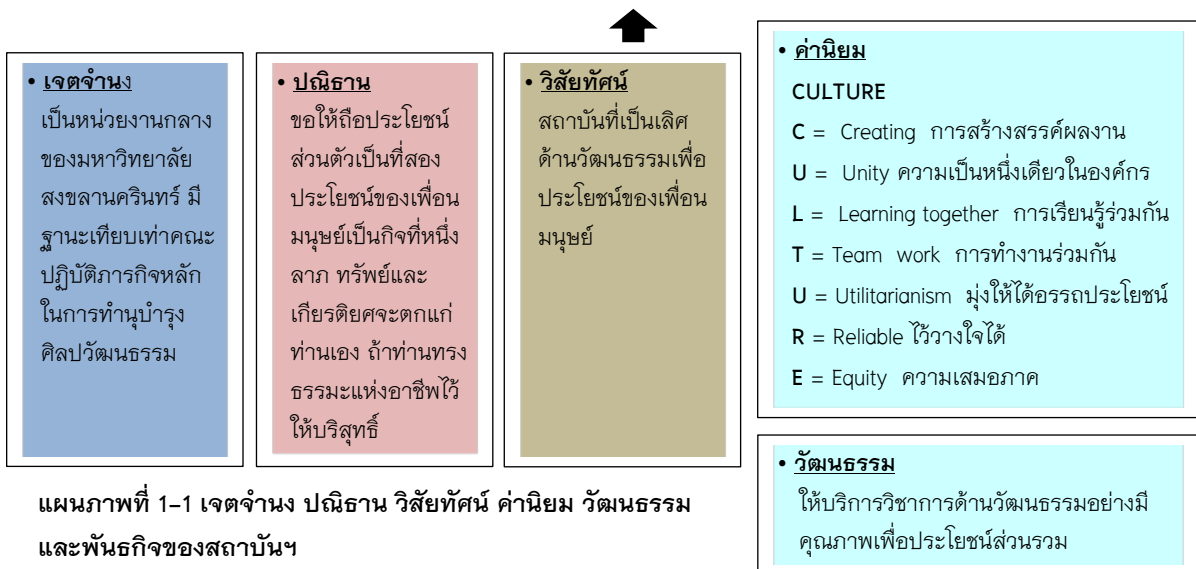 • เจตจำนง
เป็นหน่วยงานกลาง
ของมหาวิทยาลัย
สงขลานครินทร์ มี
ฐานะเทียบเท่าคณะ
ปฏิบัติภารกิจหลัก
ในการทำนุบำรุง
ศิลปวัฒนธรรม
• ปณิธาน
ขอให้ถือประโยชน์
ส่วนตัวเป็นที่สอง
ประโยชน์ของเพื่อน
มนุษย์เป็นกิจที่หนึ่ง
ลาภ ทรัพย์และ
เกียรติยศจะตกแก่
ท่านเอง ถ้าท่านทรง
ธรรมะแห่งอาชีพไว้
ให้บริสุทธิ์
• วิสัยทัศน์
สถาบันที่เป็นเลิศ
ด้านวัฒนธรรมเพื่อ
ประโยชน์ของเพื่อน
มนุษย์
• ค่านิยม
CULTURE
C = Creating การสร้างสรรค์ผลงาน
U = Unity ความเป็นหนึ่งเดียวในองค์กร
L = Learning together การเรียนรู้ร่วมกัน
T = Team work การทำงานร่วมกัน
U = Utilitarianism มุ่งให้ได้อรรถประโยชน์
R = Reliable ไว้วางใจได้
E = Equity ความเสมอภาค
• วัฒนธรรม
ให้บริการวิชาการด้านวัฒนธรรมอย่างมี
คุณภาพเพื่อประโยชน์ส่วนรวม
แผนภาพที่ 1-1 เจตจำนง ปณิธาน วิสัยทัศน์ ค่านิยม วัฒนธรรม
และพันธกิจของสถาบันฯ